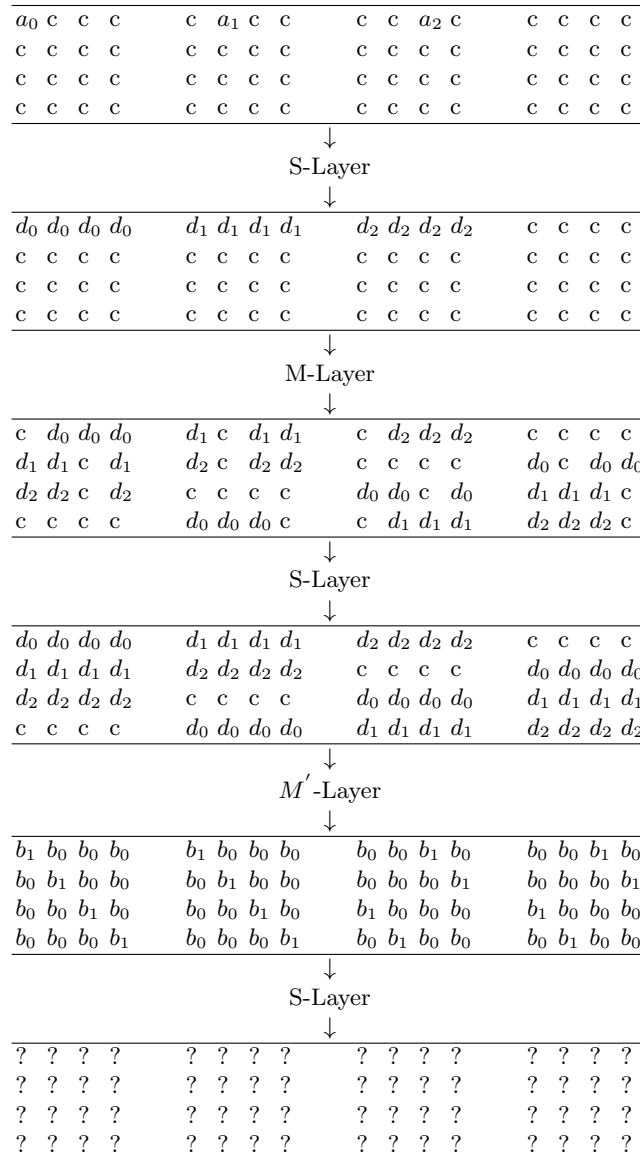 a₀ c c c c a₁ c c c c a₂ c c c c c
c c c c c c c c c c c c c c c c
c c c c c c c c c c c c c c c c
c c c c c c c c c c c c c c c c
↓
S-Layer
↓
d₀ d₀ d₀ d₀ d₁ d₁ d₁ d₁ d₂ d₂ d₂ d₂ c c c c
c c c c c c c c c c c c c c c c
c c c c c c c c c c c c c c c c
c c c c c c c c c c c c c c c c
↓
M-Layer
↓
c d₀ d₀ d₀ d₁ c d₁ d₁ c d₂ d₂ d₂ c c c c
d₁ d₁ c d₁ d₂ c d₂ d₂ c c c c d₀ c d₀ d₀
d₂ d₂ c d₂ c c c c d₀ d₀ c d₀ d₁ d₁ d₁ c
c c c c d₀ d₀ d₀ c c d₁ d₁ d₁ d₂ d₂ d₂ c
↓
S-Layer
↓
d₀ d₀ d₀ d₀ d₁ d₁ d₁ d₁ d₂ d₂ d₂ d₂ c c c c
d₁ d₁ d₁ d₁ d₂ d₂ d₂ d₂ c c c c d₀ d₀ d₀ d₀
d₂ d₂ d₂ d₂ c c c c d₀ d₀ d₀ d₀ d₁ d₁ d₁ d₁
c c c c d₀ d₀ d₀ d₀ d₁ d₁ d₁ d₁ d₂ d₂ d₂ d₂
↓
M′-Layer
↓
b₁ b₀ b₀ b₀ b₁ b₀ b₀ b₀ b₀ b₀ b₁ b₀ b₀ b₀ b₁ b₀
b₀ b₁ b₀ b₀ b₀ b₁ b₀ b₀ b₀ b₀ b₀ b₁ b₀ b₀ b₀ b₁
b₀ b₀ b₁ b₀ b₀ b₀ b₁ b₀ b₁ b₀ b₀ b₀ b₁ b₀ b₀ b₀
b₀ b₀ b₀ b₁ b₀ b₀ b₀ b₁ b₀ b₁ b₀ b₀ b₀ b₁ b₀ b₀
↓
S-Layer
↓
? ? ? ? ? ? ? ? ? ? ? ? ? ? ? ?
? ? ? ? ? ? ? ? ? ? ? ? ? ? ? ?
? ? ? ? ? ? ? ? ? ? ? ? ? ? ? ?
? ? ? ? ? ? ? ? ? ? ? ? ? ? ? ?